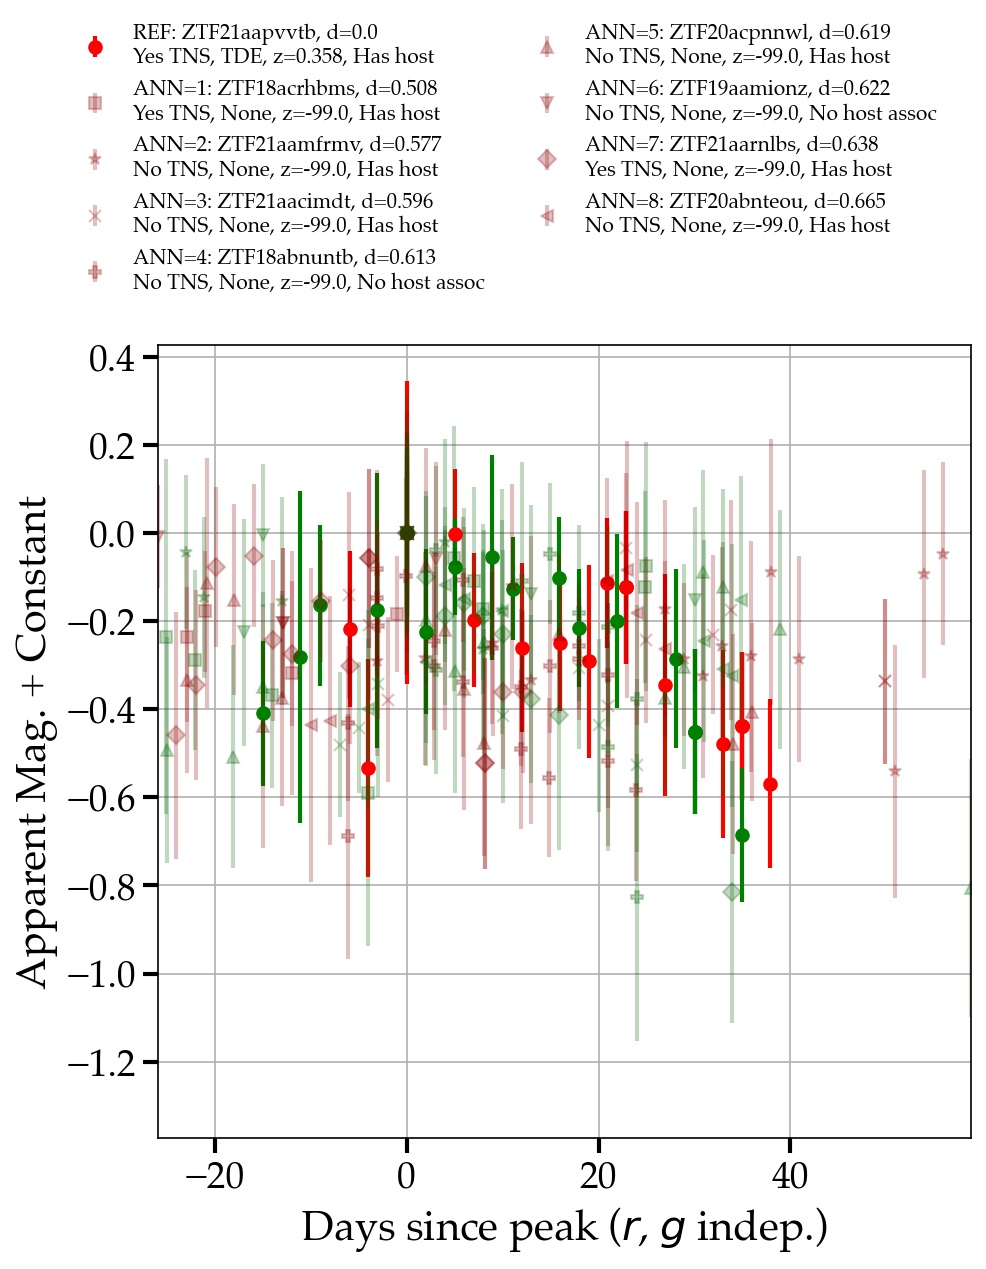 REF: ZTF21aapvvtb, d=0.0
Yes TNS, TDE, z=0.358, Has host
ANN=1: ZTF18acrhbms, d=0.508
Yes TNS, None, z=-99.0, Has host
ANN=2: ZTF21aamfrmv, d=0.577
No TNS, None, z=-99.0, Has host
ANN=3: ZTF21aacimdt, d=0.596
No TNS, None, z=-99.0, Has host
ANN=4: ZTF18abnuntb, d=0.613
No TNS, None, z=-99.0, No host assoc
ANN=5: ZTF20acpnnwl, d=0.619
No TNS, None, z=-99.0, Has host
ANN=6: ZTF19aamionz, d=0.622
No TNS, None, z=-99.0, No host assoc
ANN=7: ZTF21aarnlbs, d=0.638
Yes TNS, None, z=-99.0, Has host
ANN=8: ZTF20abnteou, d=0.665
No TNS, None, z=-99.0, Has host
Apparent Mag. + Constant
0.4
0.2
0.0
−0.2
−0.4
−0.6
−0.8
−1.0
−1.2
−20
0
20
40
Days since peak (r, g indep.)